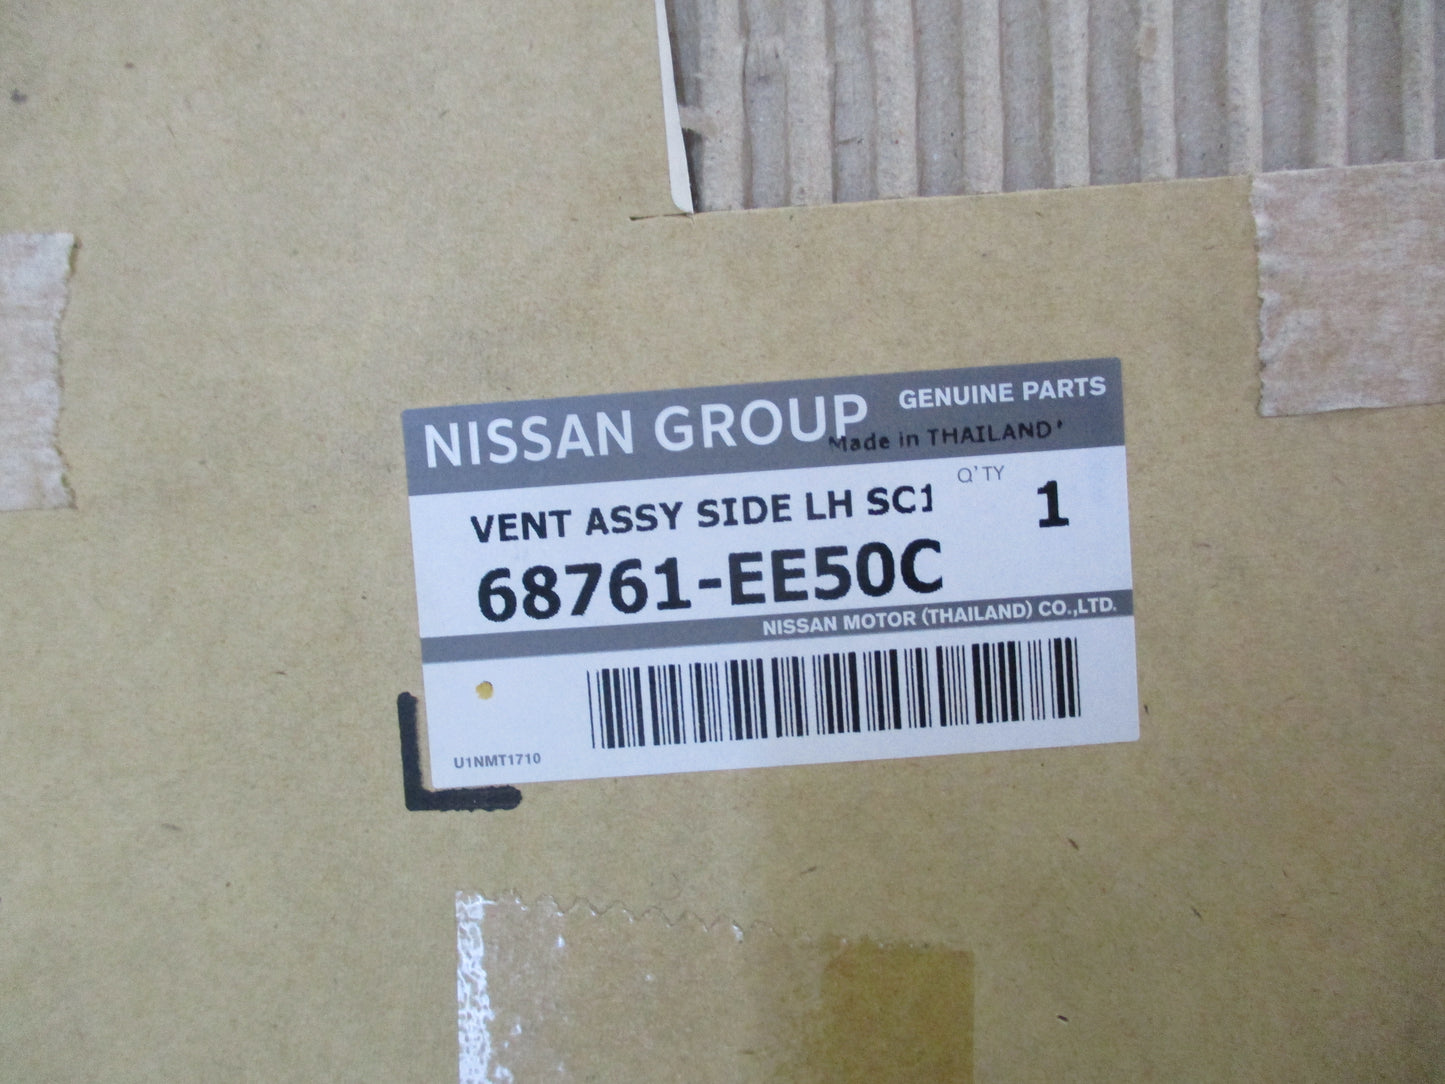 NISSAN GROUP GENUINE PARTS
Made in THAILAND
VENT ASSY SIDE LH SC1 Q'TY 1
68761-EE50C
NISSAN MOTOR (THAILAND) CO.,LTD.
U1NMT1710